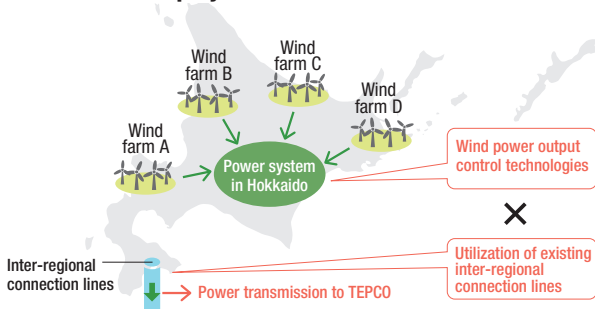 Wind
farm A
Wind
farm B
Wind
farm C
Wind
farm D
Power system
in Hokkaido
Wind power output
control technologies
×
Utilization of existing
inter-regional
connection lines
Inter-regional
connection lines
Power transmission to TEPCO